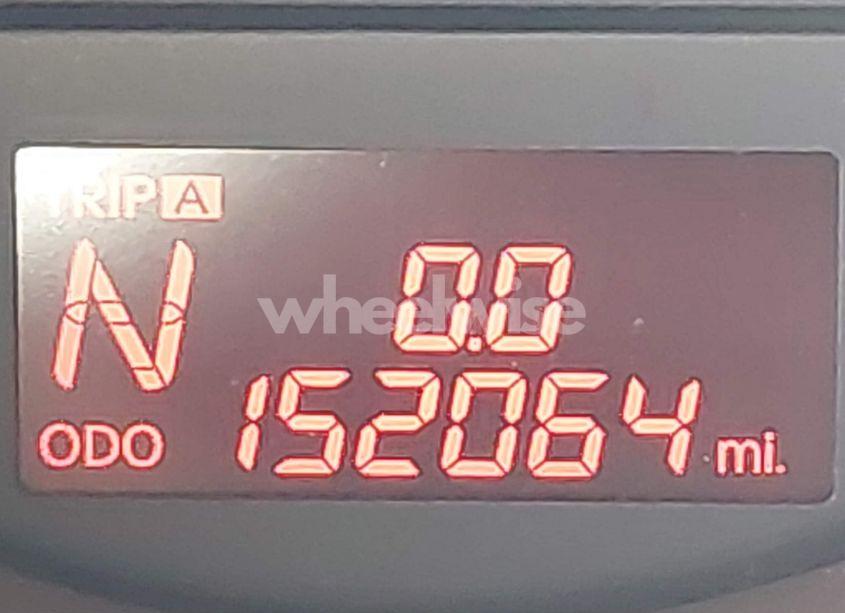 TRIP A
N 0.0
wheelwise
ODO 152064 mi.